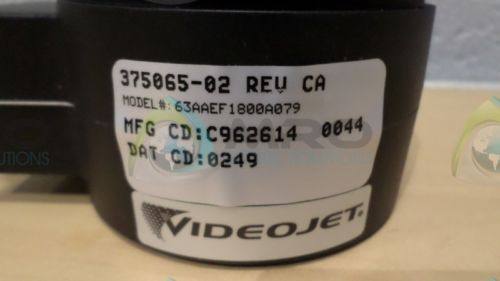 375065-02 REV CA
MODEL#: 63AAEF1800A079
MFG CD:C962614 0044
DAT CD:0249
VIDEOJET®